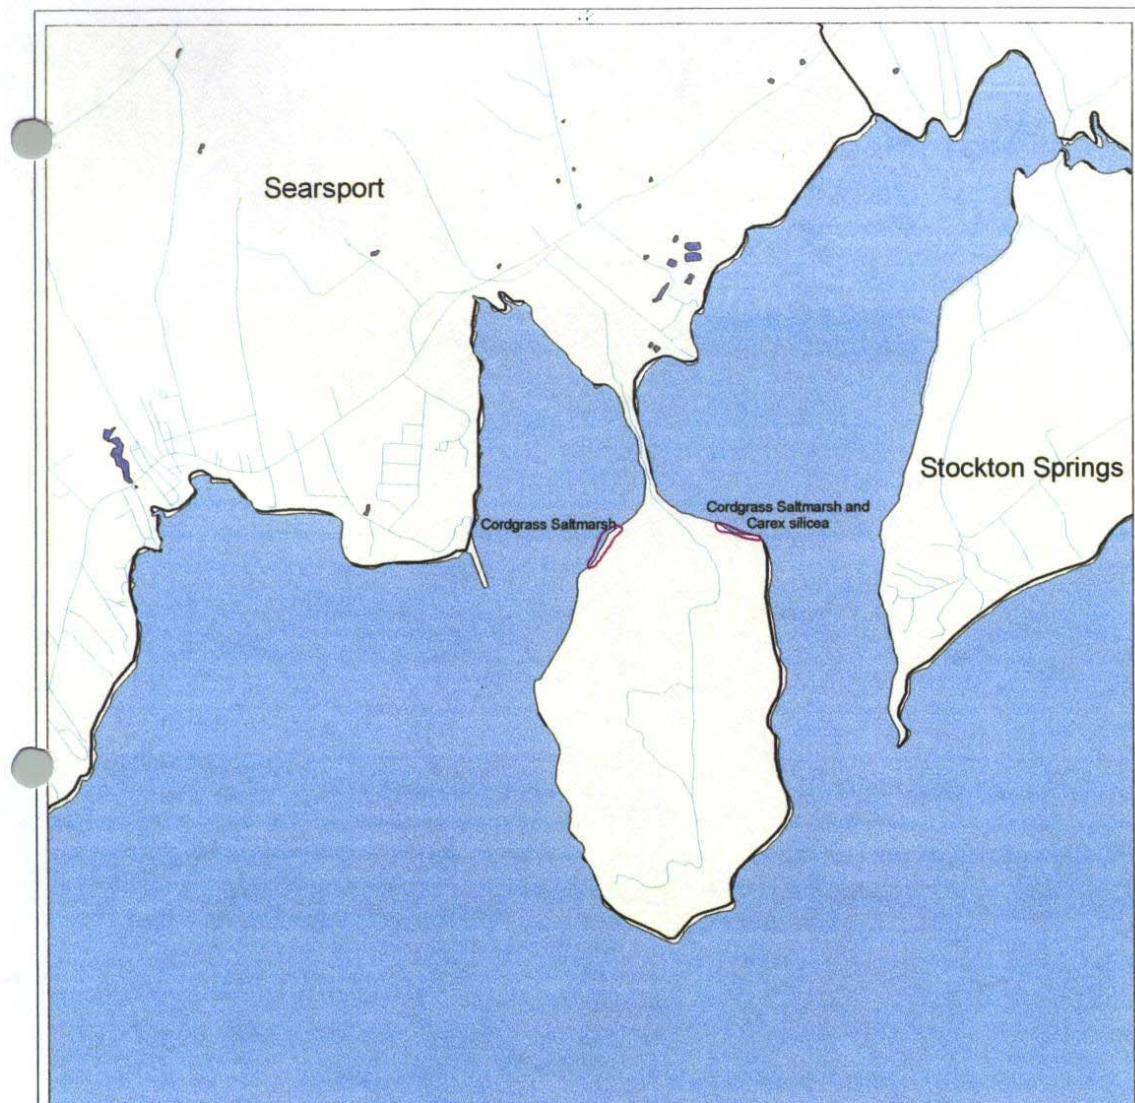 Searsport
Stockton Springs
Cordgrass Saltmarsh
Cordgrass Saltmarsh and
Carex silicea